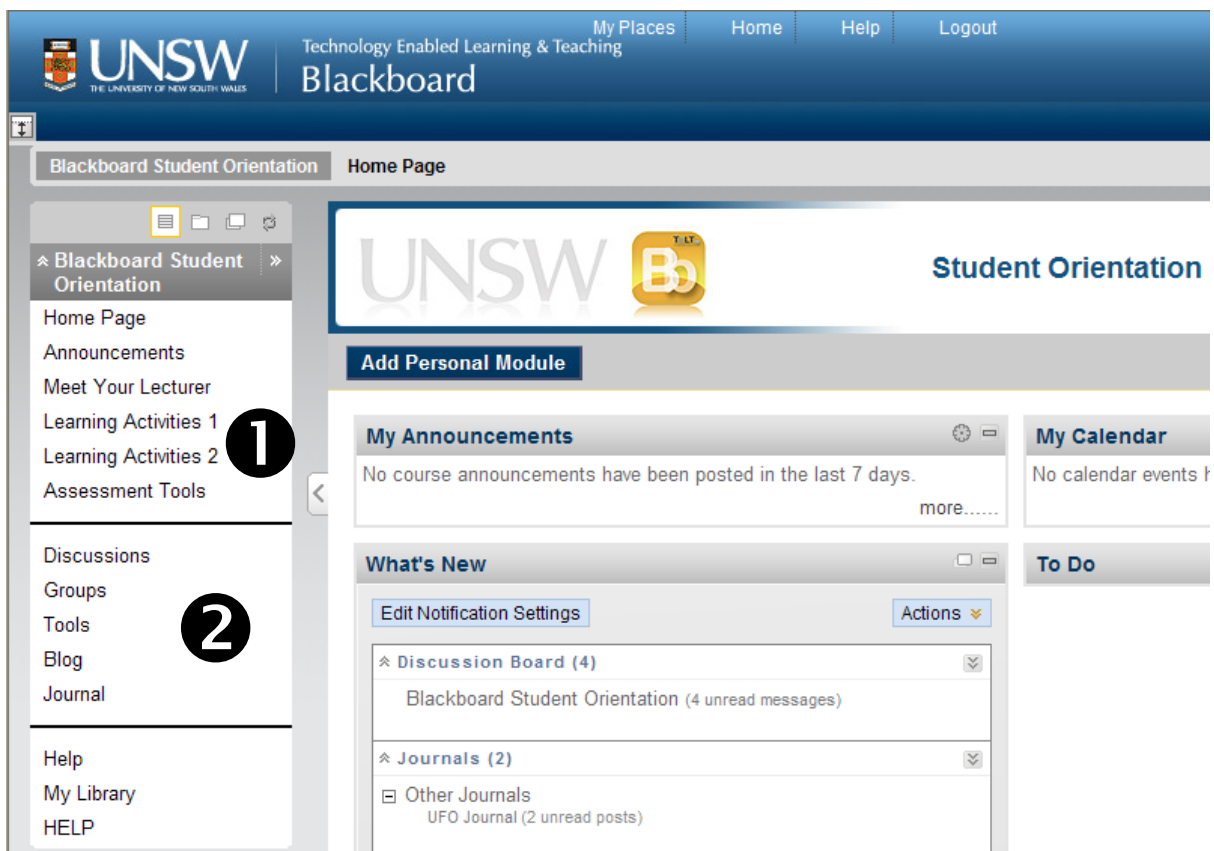 My Places Home Help Logout
UNSW
THE UNIVERSITY OF NEW SOUTH WALES
Technology Enabled Learning & Teaching
Blackboard
Blackboard Student Orientation Home Page
Blackboard Student
Orientation
Home Page
Announcements
Meet Your Lecturer
Learning Activities 1
Learning Activities 2
Assessment Tools
1
Discussions
Groups
Tools
Blog
Journal
2
Help
My Library
HELP
UNSW
TELT
Bb
Student Orientation
Add Personal Module
My Announcements
No course announcements have been posted in the last 7 days.
more......
My Calendar
No calendar events
What's New
Edit Notification Settings Actions
Discussion Board (4)
Blackboard Student Orientation (4 unread messages)
Journals (2)
Other Journals
UFO Journal (2 unread posts)
To Do